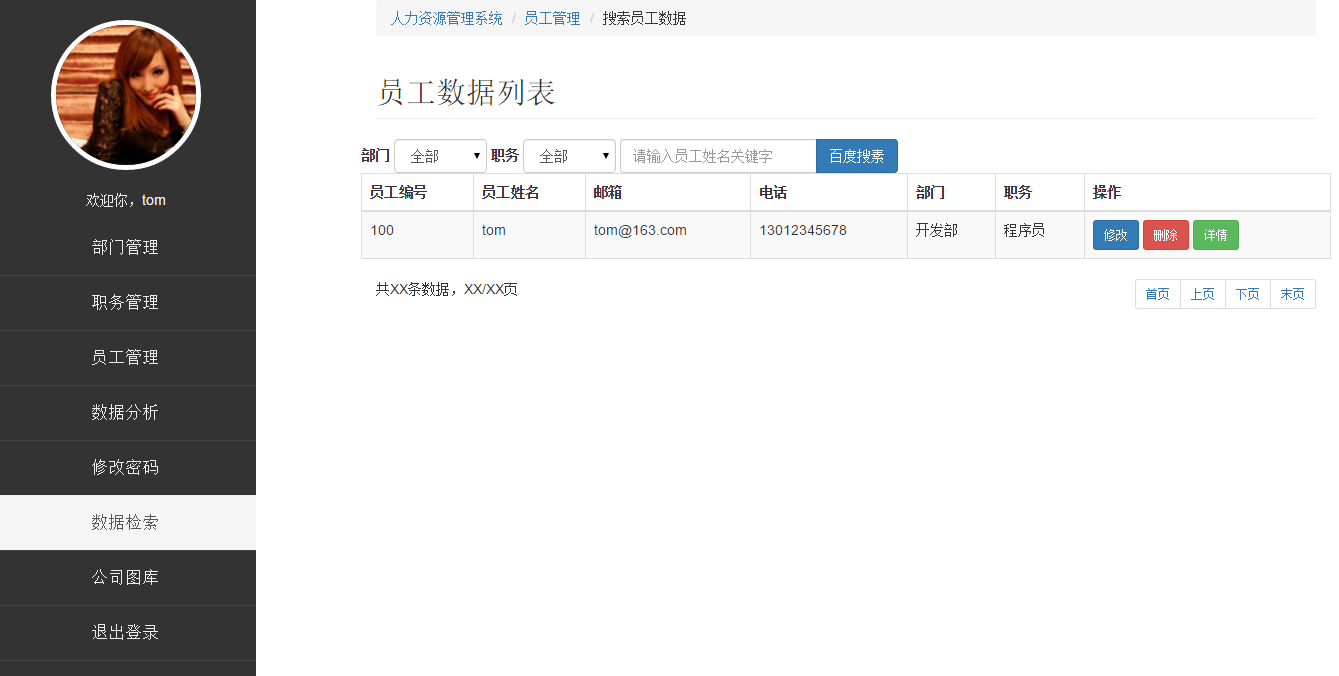 人力资源管理系统 / 员工管理 / 搜索员工数据
员工数据列表
部门 全部 职务 全部 请输入员工姓名关键字 百度搜素
员工编号 员工姓名 邮箱 电话 部门 职务 操作
100 tom tom@163.com 13012345678 开发部 程序员 修改 删除 详情
共XX条数据，XX/XX页 首页 上页 下页 末页
欢迎你，tom
部门管理
职务管理
员工管理
数据分析
修改密码
数据检索
公司图库
退出登录